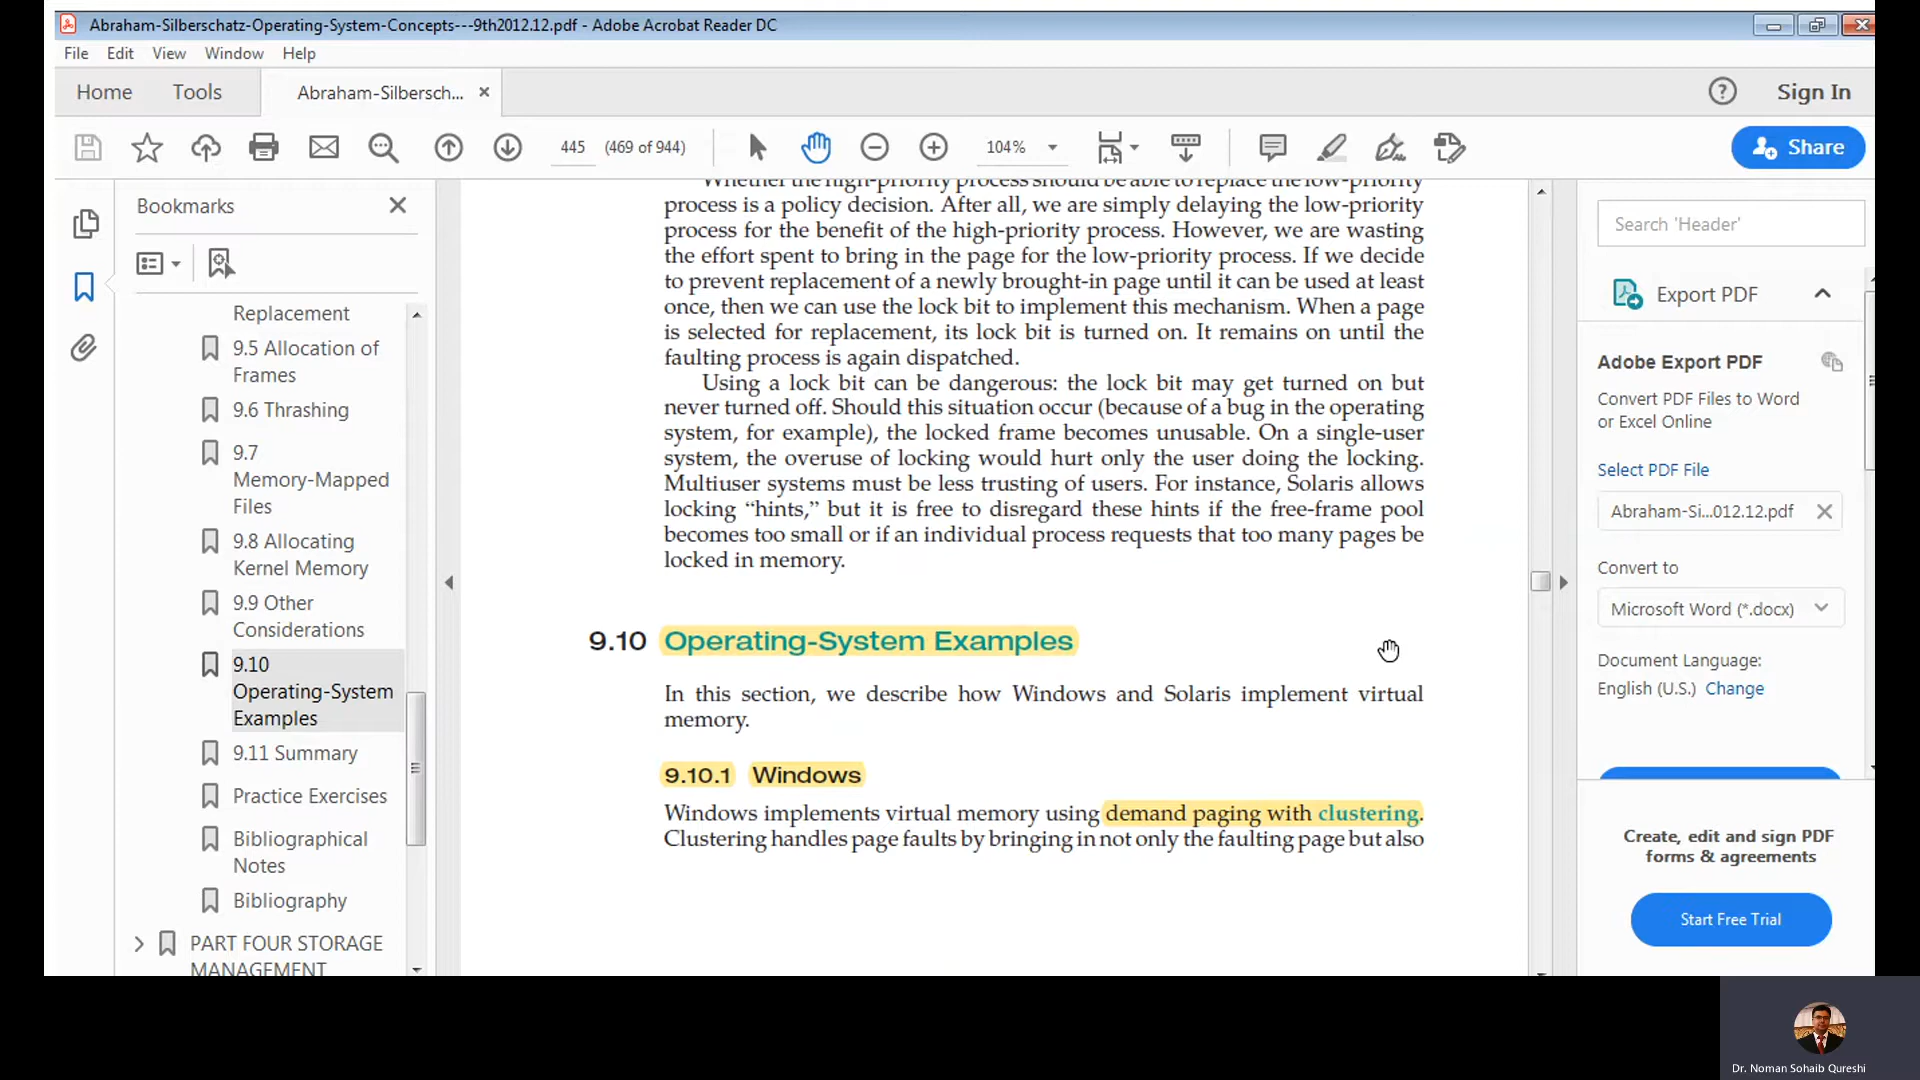 Abraham-Silberschatz-Operating-System-Concepts---9th2012.12.pdf - Adobe Acrobat Reader DC
File Edit View Window Help
Home Tools Abraham-Silbersch... Sign In
445 (469 of 944) 104% Share
Bookmarks
Replacement
9.5 Allocation of
Frames
9.6 Thrashing
9.7
Memory-Mapped
Files
9.8 Allocating
Kernel Memory
9.9 Other
Considerations
9.10
Operating-System
Examples
9.11 Summary
Practice Exercises
Bibliographical
Notes
Bibliography
PART FOUR STORAGE
MANAGEMENT
Whether the high-priority process should be able to replace the low-priority
process is a policy decision. After all, we are simply delaying the low-priority
process for the benefit of the high-priority process. However, we are wasting
the effort spent to bring in the page for the low-priority process. If we decide
to prevent replacement of a newly brought-in page until it can be used at least
once, then we can use the lock bit to implement this mechanism. When a page
is selected for replacement, its lock bit is turned on. It remains on until the
faulting process is again dispatched.
Using a lock bit can be dangerous: the lock bit may get turned on but
never turned off. Should this situation occur (because of a bug in the operating
system, for example), the locked frame becomes unusable. On a single-user
system, the overuse of locking would hurt only the user doing the locking.
Multiuser systems must be less trusting of users. For instance, Solaris allows
locking “hints,” but it is free to disregard these hints if the free-frame pool
becomes too small or if an individual process requests that too many pages be
locked in memory.
9.10 Operating-System Examples
In this section, we describe how Windows and Solaris implement virtual
memory.
9.10.1 Windows
Windows implements virtual memory using demand paging with clustering.
Clustering handles page faults by bringing in not only the faulting page but also
Search 'Header'
Export PDF
Adobe Export PDF
Convert PDF Files to Word
or Excel Online
Select PDF File
Abraham-Si...012.12.pdf
Convert to
Microsoft Word (*.docx)
Document Language:
English (U.S.) Change
Create, edit and sign PDF
forms & agreements
Start Free Trial
Dr. Noman Sohaib Qureshi